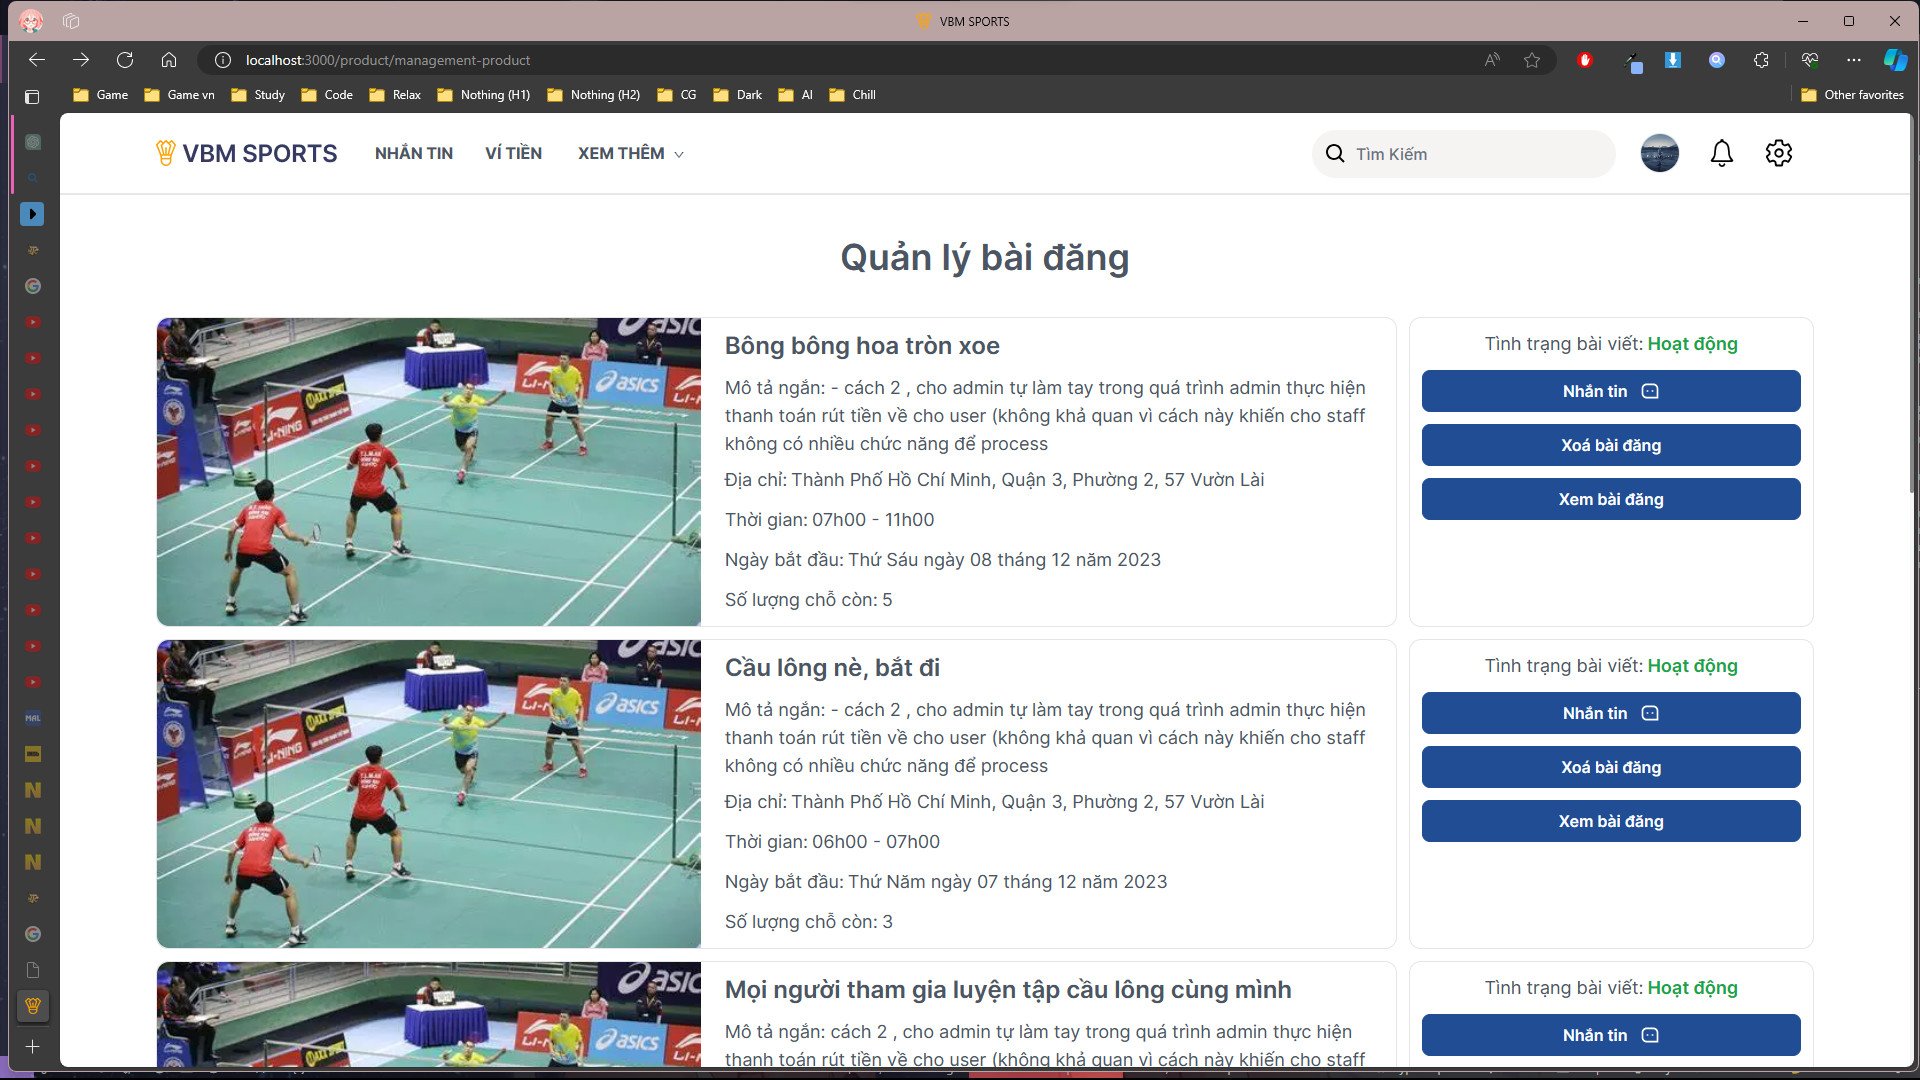 VBM SPORTS
localhost:3000/product/management-product
Game
Game vn
Study
Code
Relax
Nothing (H1)
Nothing (H2)
CG
Dark
AI
Chill
Other favorites
VBM SPORTS
NHẮN TIN
VÍ TIỀN
XEM THÊM
Tìm Kiếm
Quản lý bài đăng
Bông bông hoa tròn xoe
Mô tả ngắn: - cách 2 , cho admin tự làm tay trong quá trình admin thực hiện
thanh toán rút tiền về cho user (không khả quan vì cách này khiến cho staff
không có nhiều chức năng để process
Địa chỉ: Thành Phố Hồ Chí Minh, Quận 3, Phường 2, 57 Vườn Lài
Thời gian: 07h00 - 11h00
Ngày bắt đầu: Thứ Sáu ngày 08 tháng 12 năm 2023
Số lượng chỗ còn: 5
Tình trạng bài viết: Hoạt động
Nhắn tin
Xoá bài đăng
Xem bài đăng
LI-NING
asics
Cầu lông nè, bắt đi
Mô tả ngắn: - cách 2 , cho admin tự làm tay trong quá trình admin thực hiện
thanh toán rút tiền về cho user (không khả quan vì cách này khiến cho staff
không có nhiều chức năng để process
Địa chỉ: Thành Phố Hồ Chí Minh, Quận 3, Phường 2, 57 Vườn Lài
Thời gian: 06h00 - 07h00
Ngày bắt đầu: Thứ Năm ngày 07 tháng 12 năm 2023
Số lượng chỗ còn: 3
Tình trạng bài viết: Hoạt động
Nhắn tin
Xoá bài đăng
Xem bài đăng
LI-NING
asics
Mọi người tham gia luyện tập cầu lông cùng mình
Mô tả ngắn: cách 2 , cho admin tự làm tay trong quá trình admin thực hiện
thanh toán rút tiền về cho user (không khả quan vì cách này khiến cho staff
Tình trạng bài viết: Hoạt động
Nhắn tin
asics
MAL